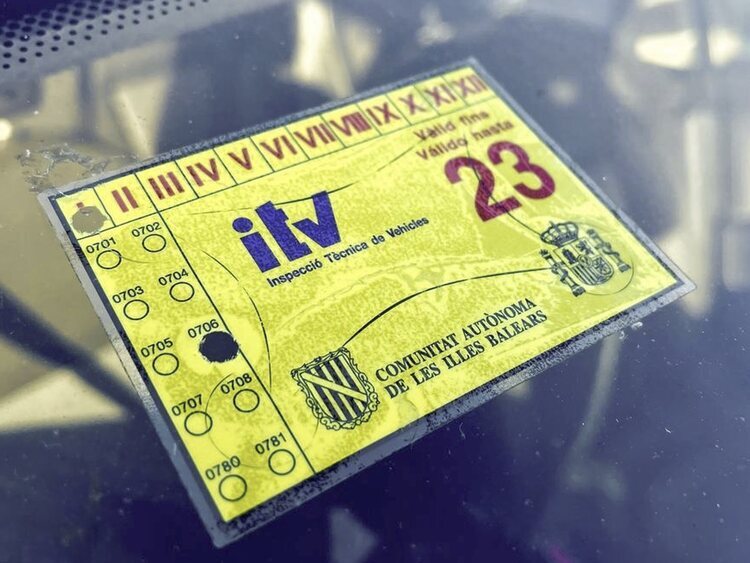 I II III IV V VI VII VIII IX X XI XII
Vàlid fins
Válido hasta
23
itv
Inspecció Tècnica de Vehicles
0701 0702
0703 0704
0705 0706
0707 0708
0780 0781
COMUNITAT AUTÒNOMA
DE LES ILLES BALEARS